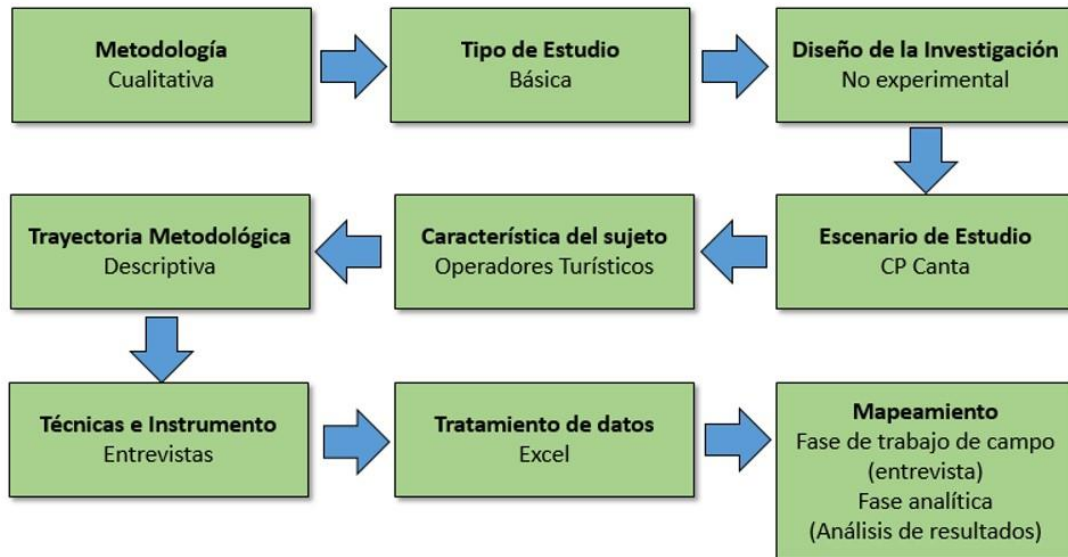 Metodología
Cualitativa
Tipo de Estudio
Básica
Diseño de la Investigación
No experimental
Escenario de Estudio
CP Canta
Característica del sujeto
Operadores Turísticos
Trayectoria Metodológica
Descriptiva
Técnicas e Instrumento
Entrevistas
Tratamiento de datos
Excel
Mapeamiento
Fase de trabajo de campo
(entrevista)
Fase analítica
(Análisis de resultados)